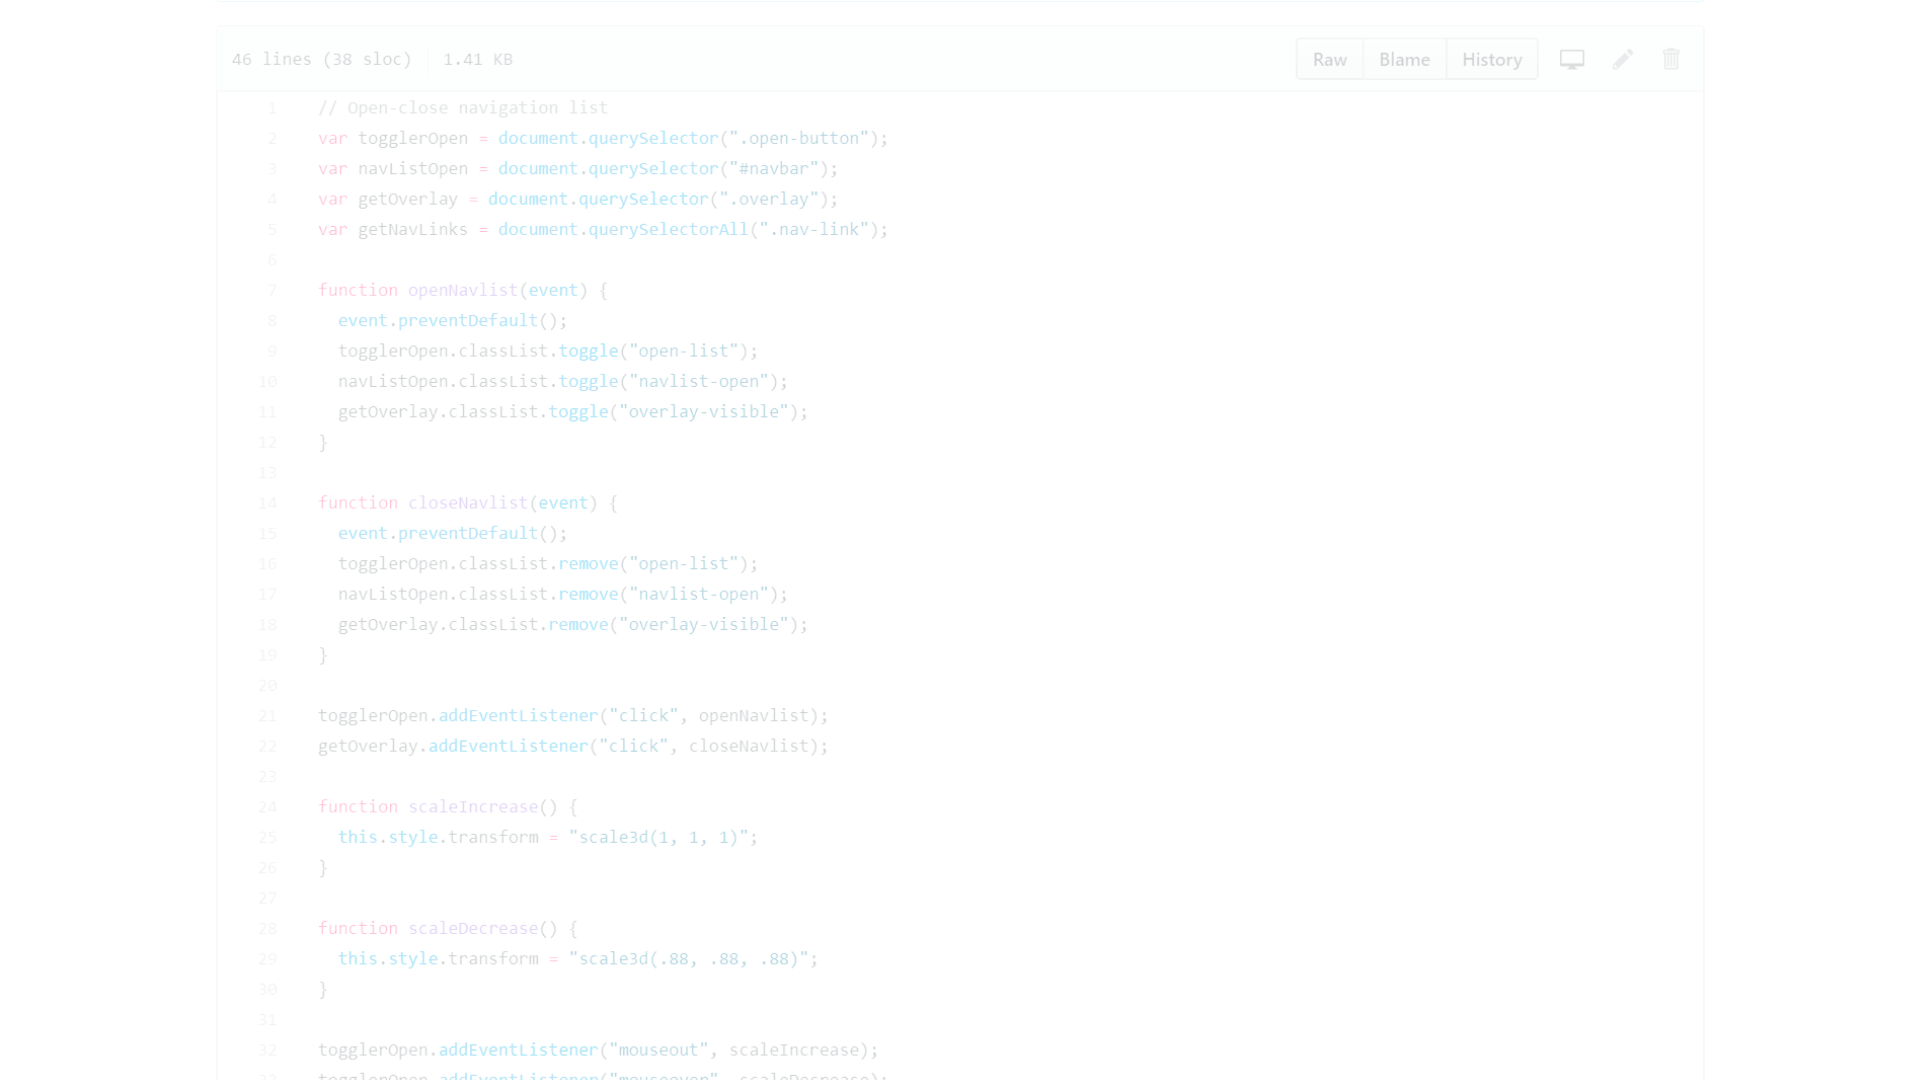 46 lines (38 sloc) 1.41 KB
Raw Blame History
1 // Open-close navigation list
2 var togglerOpen = document.querySelector(".open-button");
3 var navListOpen = document.querySelector("#navbar");
4 var getOverlay = document.querySelector(".overlay");
5 var getNavLinks = document.querySelectorAll(".nav-link");
6
7 function openNavlist(event) {
8 event.preventDefault();
9 togglerOpen.classList.toggle("open-list");
10 navListOpen.classList.toggle("navlist-open");
11 getOverlay.classList.toggle("overlay-visible");
12 }
13
14 function closeNavlist(event) {
15 event.preventDefault();
16 togglerOpen.classList.remove("open-list");
17 navListOpen.classList.remove("navlist-open");
18 getOverlay.classList.remove("overlay-visible");
19 }
20
21 togglerOpen.addEventListener("click", openNavlist);
22 getOverlay.addEventListener("click", closeNavlist);
23
24 function scaleIncrease() {
25 this.style.transform = "scale3d(1, 1, 1)";
26 }
27
28 function scaleDecrease() {
29 this.style.transform = "scale3d(.88, .88, .88)";
30 }
31
32 togglerOpen.addEventListener("mouseout", scaleIncrease);
33 togglerOpen.addEventListener("mouseover", scaleDecrease);